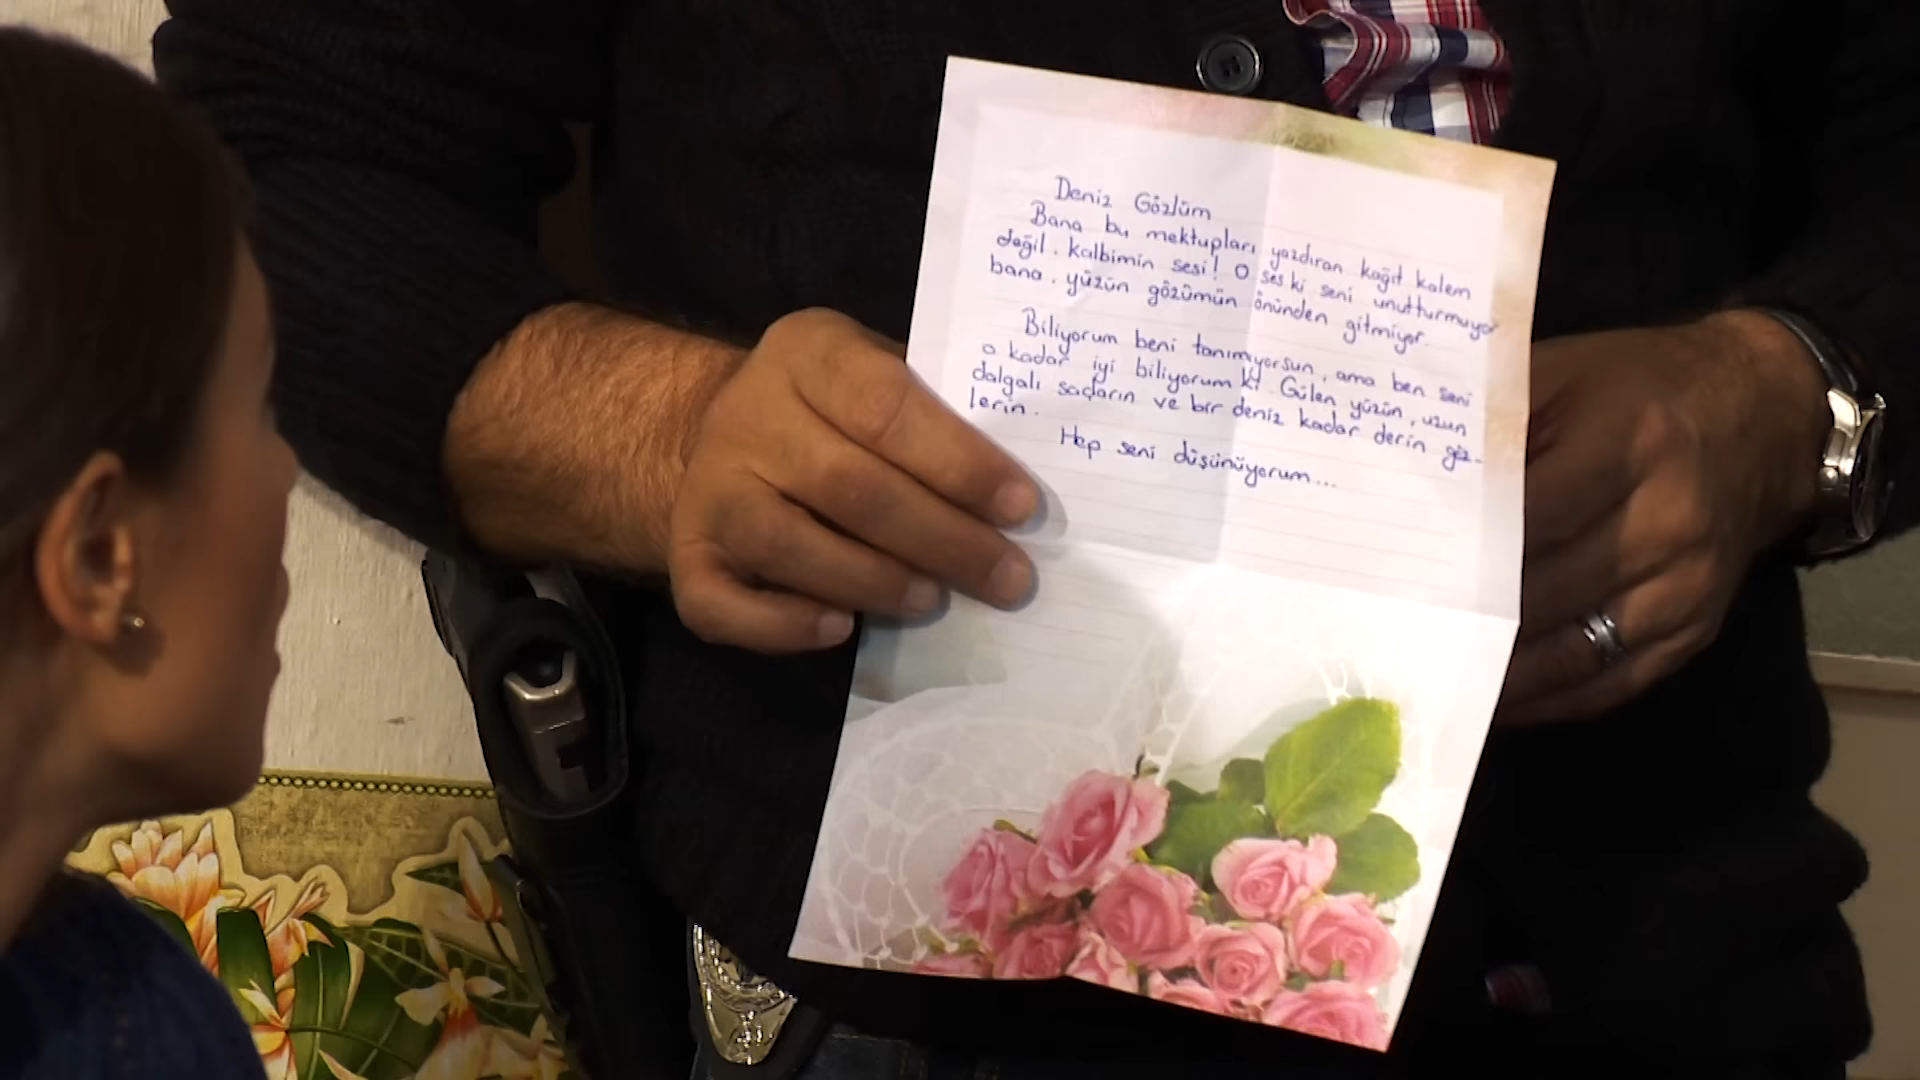 Deniz Gözlüm
Bana bu mektupları yazdıran kağıt kalem
değil, kalbimin sesi! O ses ki seni unutturmuyor
bana, yüzün gözümün önünden gitmiyor.
Biliyorum beni tanımıyorsun, ama ben seni
o kadar iyi biliyorum ki Gülen yüzün, uzun
dalgalı saçların ve bir deniz kadar derin göz-
lerin.
Hep seni düşünüyorum...